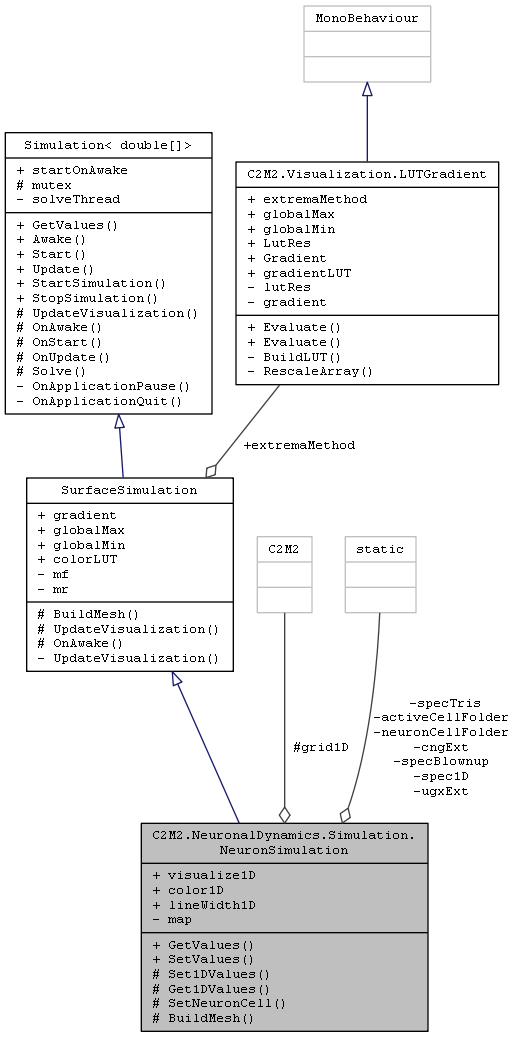 MonoBehaviour
Simulation< double[]>
+ startOnAwake
# mutex
- solveThread
+ GetValues()
+ Awake()
+ Start()
+ Update()
+ StartSimulation()
+ StopSimulation()
# UpdateVisualization()
# OnAwake()
# OnStart()
# OnUpdate()
# Solve()
- OnApplicationPause()
- OnApplicationQuit()
C2M2.Visualization.LUTGradient
+ extremaMethod
+ globalMax
+ globalMin
+ LutRes
+ Gradient
+ gradientLUT
- lutRes
- gradient
+ Evaluate()
+ Evaluate()
- BuildLUT()
- RescaleArray()
+extremaMethod
SurfaceSimulation
+ gradient
+ globalMax
+ globalMin
+ colorLUT
- mf
- mr
# BuildMesh()
# UpdateVisualization()
# OnAwake()
- UpdateVisualization()
C2M2
static
#grid1D
-specTris
-activeCellFolder
-neuronCellFolder
-cngExt
-specBlownup
-spec1D
-ugxExt
C2M2.NeuronalDynamics.Simulation.
NeuronSimulation
+ visualize1D
+ color1D
+ lineWidth1D
- map
+ GetValues()
+ SetValues()
# Set1DValues()
# Get1DValues()
# SetNeuronCell()
# BuildMesh()